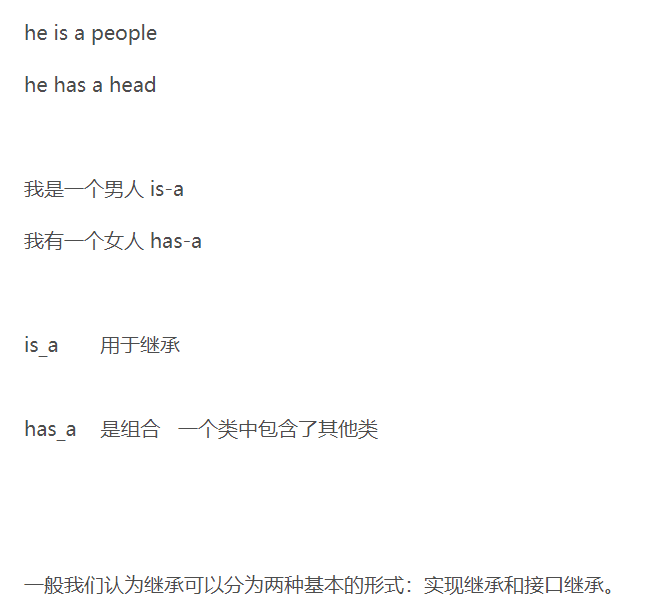 he is a people
he has a head
我是一个男人 is-a
我有一个女人 has-a
is_a 用于继承
has_a 是组合 一个类中包含了其他类
一般我们认为继承可以分为两种基本的形式：实现继承和接口继承。